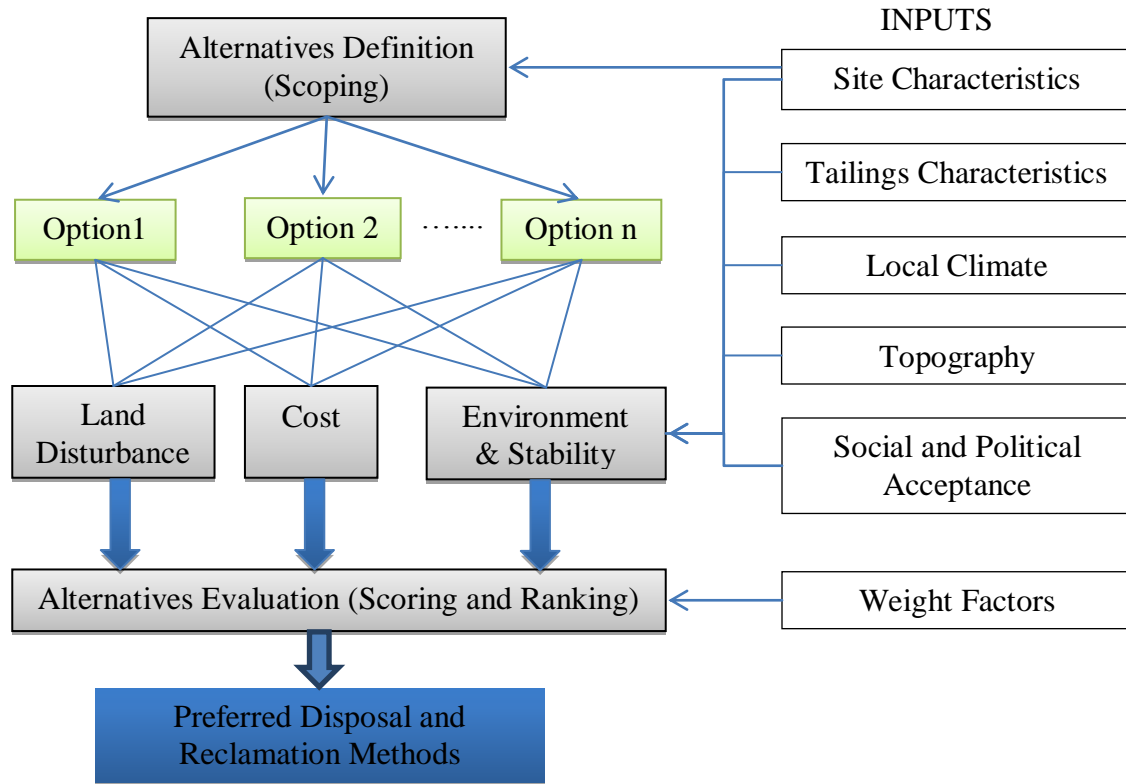 INPUTS
Alternatives Definition
(Scoping)
Site Characteristics
Tailings Characteristics
Option1
Option 2
…....
Option n
Local Climate
Topography
Land
Disturbance
Cost
Environment
& Stability
Social and Political
Acceptance
Alternatives Evaluation (Scoring and Ranking)
Weight Factors
Preferred Disposal and
Reclamation Methods